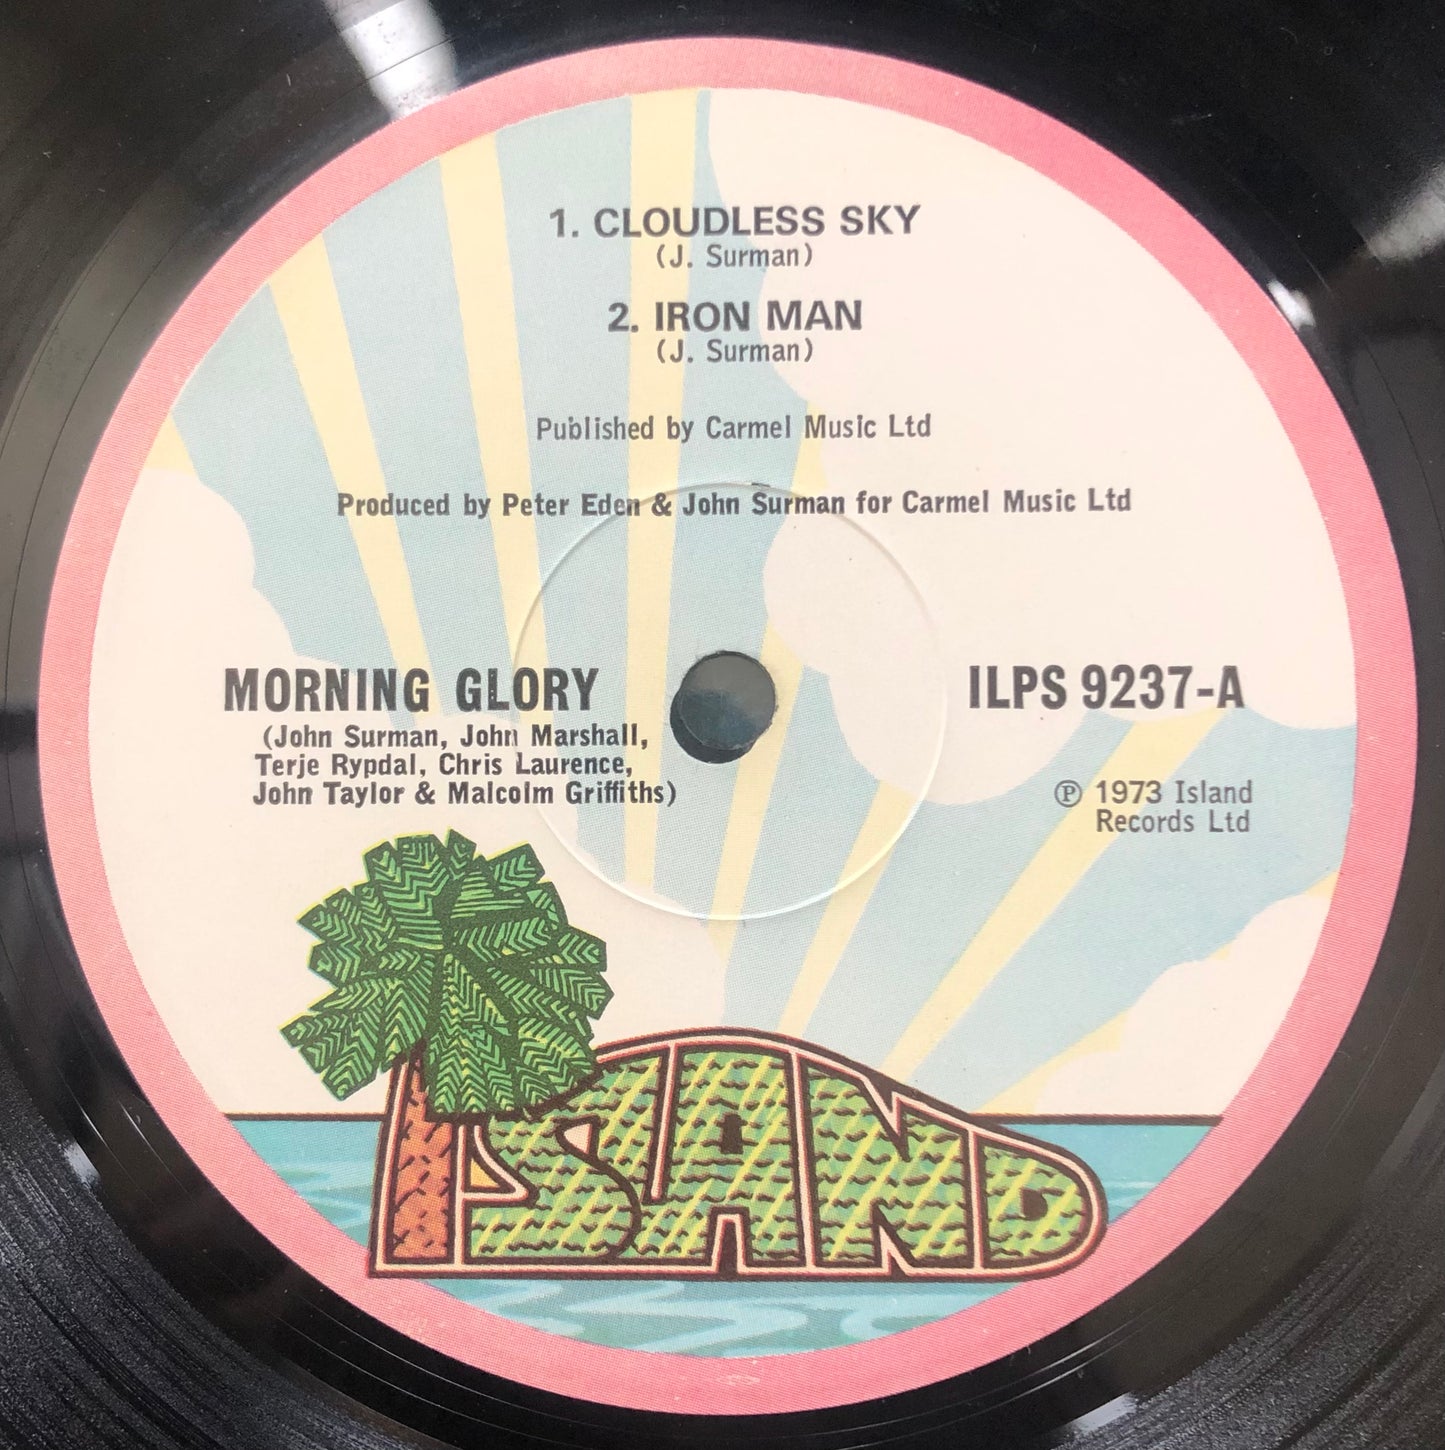 1. CLOUDLESS SKY
(J. Surman)
2. IRON MAN
(J. Surman)
Published by Carmel Music Ltd
Produced by Peter Eden & John Surman for Carmel Music Ltd
MORNING GLORY
(John Surman, John Marshall,
Terje Rypdal, Chris Laurence,
John Taylor & Malcolm Griffiths)
ILPS 9237-A
℗ 1973 Island
Records Ltd
ISLAND